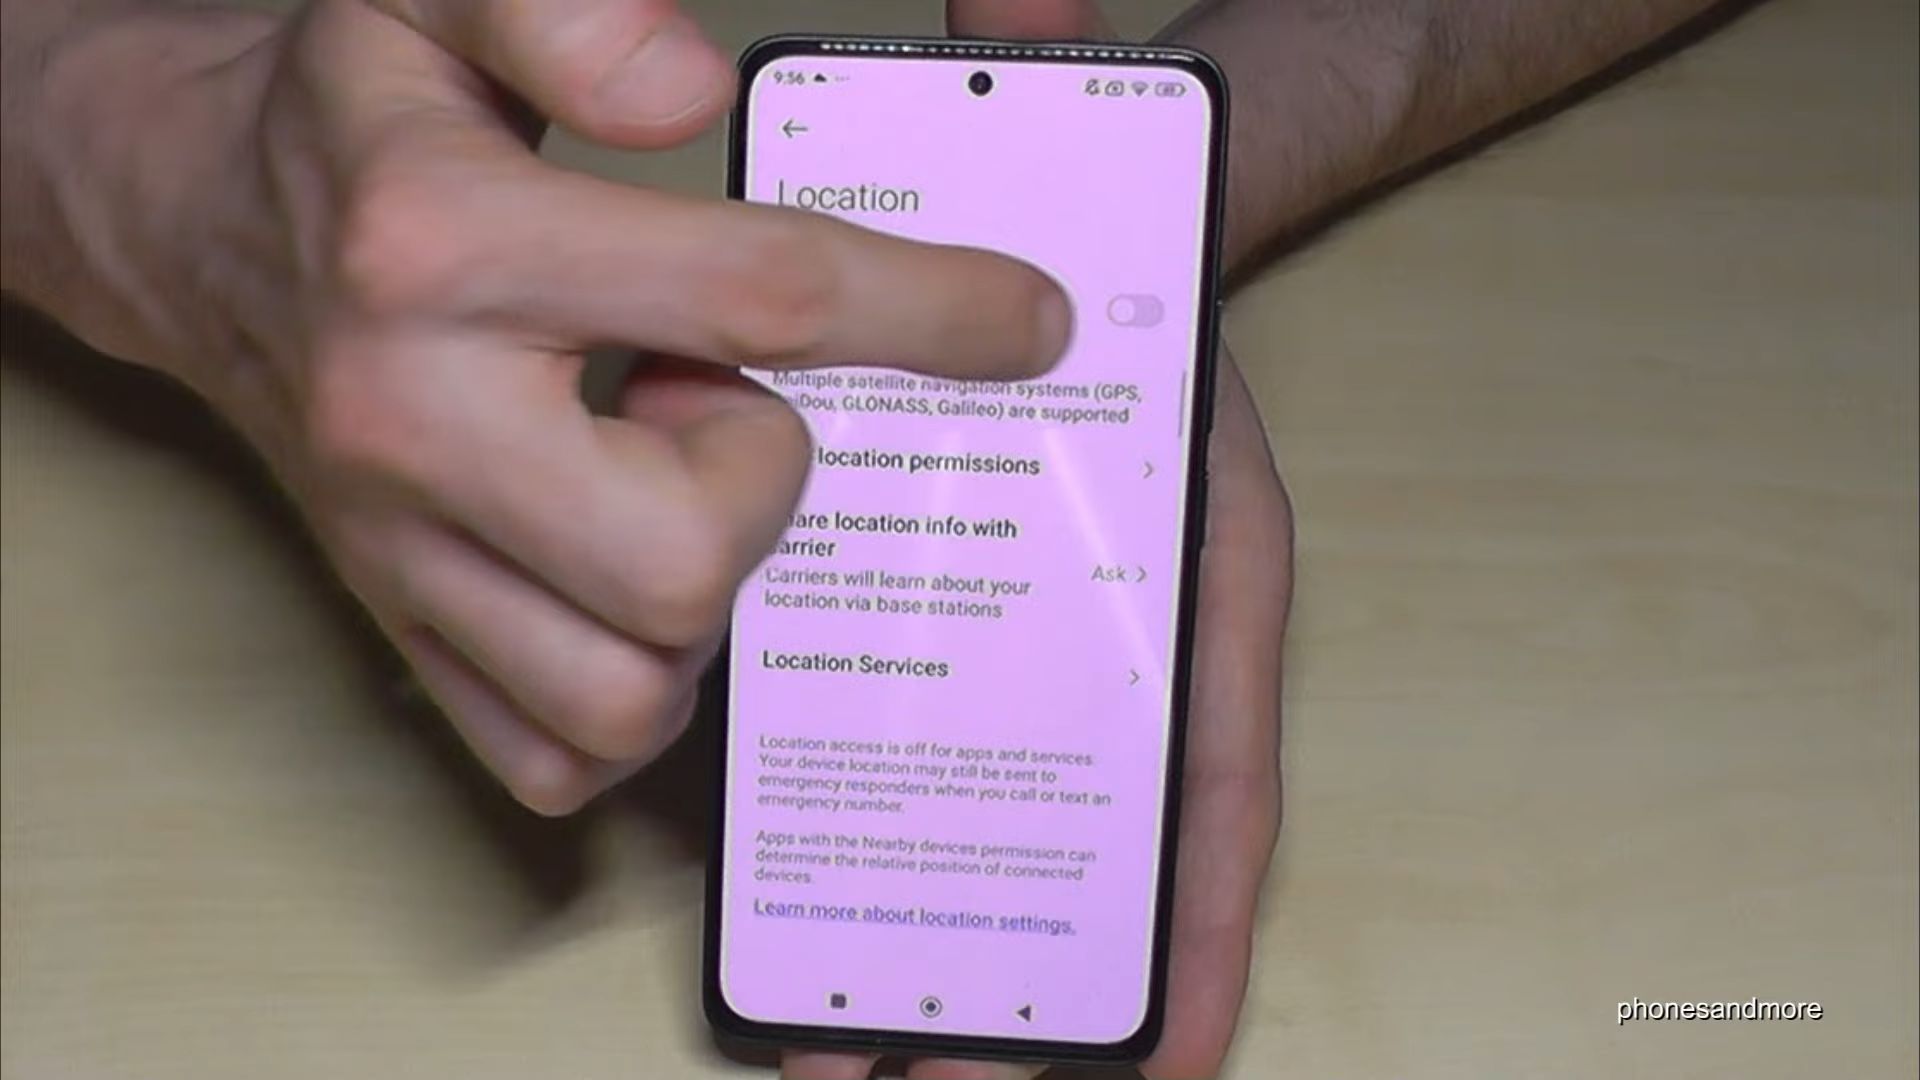 9:56
Location
Multiple satellite navigation systems (GPS,
GLONASS, Galileo) are supported
location permissions
location info with
Carriers will learn about your
location via base stations
Ask
Location Services
Location access is off for apps and services.
Your device location may still be sent to
emergency responders when you call or text an
emergency number.
Apps with the Nearby devices permission can
determine the relative position of connected
devices.
Learn more about location settings.
phonesandmore